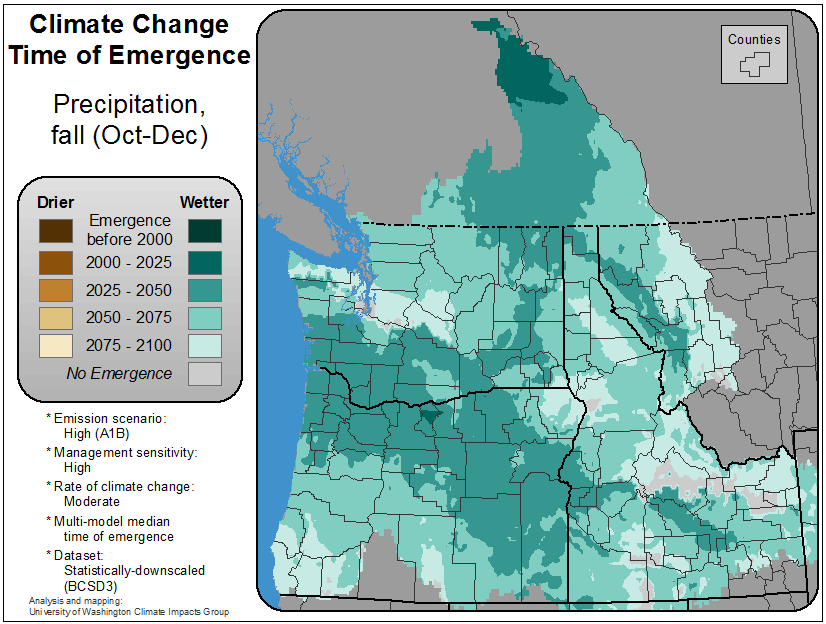 Climate Change
Time of Emergence
Precipitation,
fall (Oct-Dec)
Drier Wetter
Emergence
before 2000
2000 - 2025
2025 - 2050
2050 - 2075
2075 - 2100
No Emergence
* Emission scenario:
High (A1B)
* Management sensitivity:
High
* Rate of climate change:
Moderate
* Multi-model median
time of emergence
* Dataset:
Statistically-downscaled
(BCSD3)
Analysis and mapping:
University of Washington Climate Impacts Group
Counties